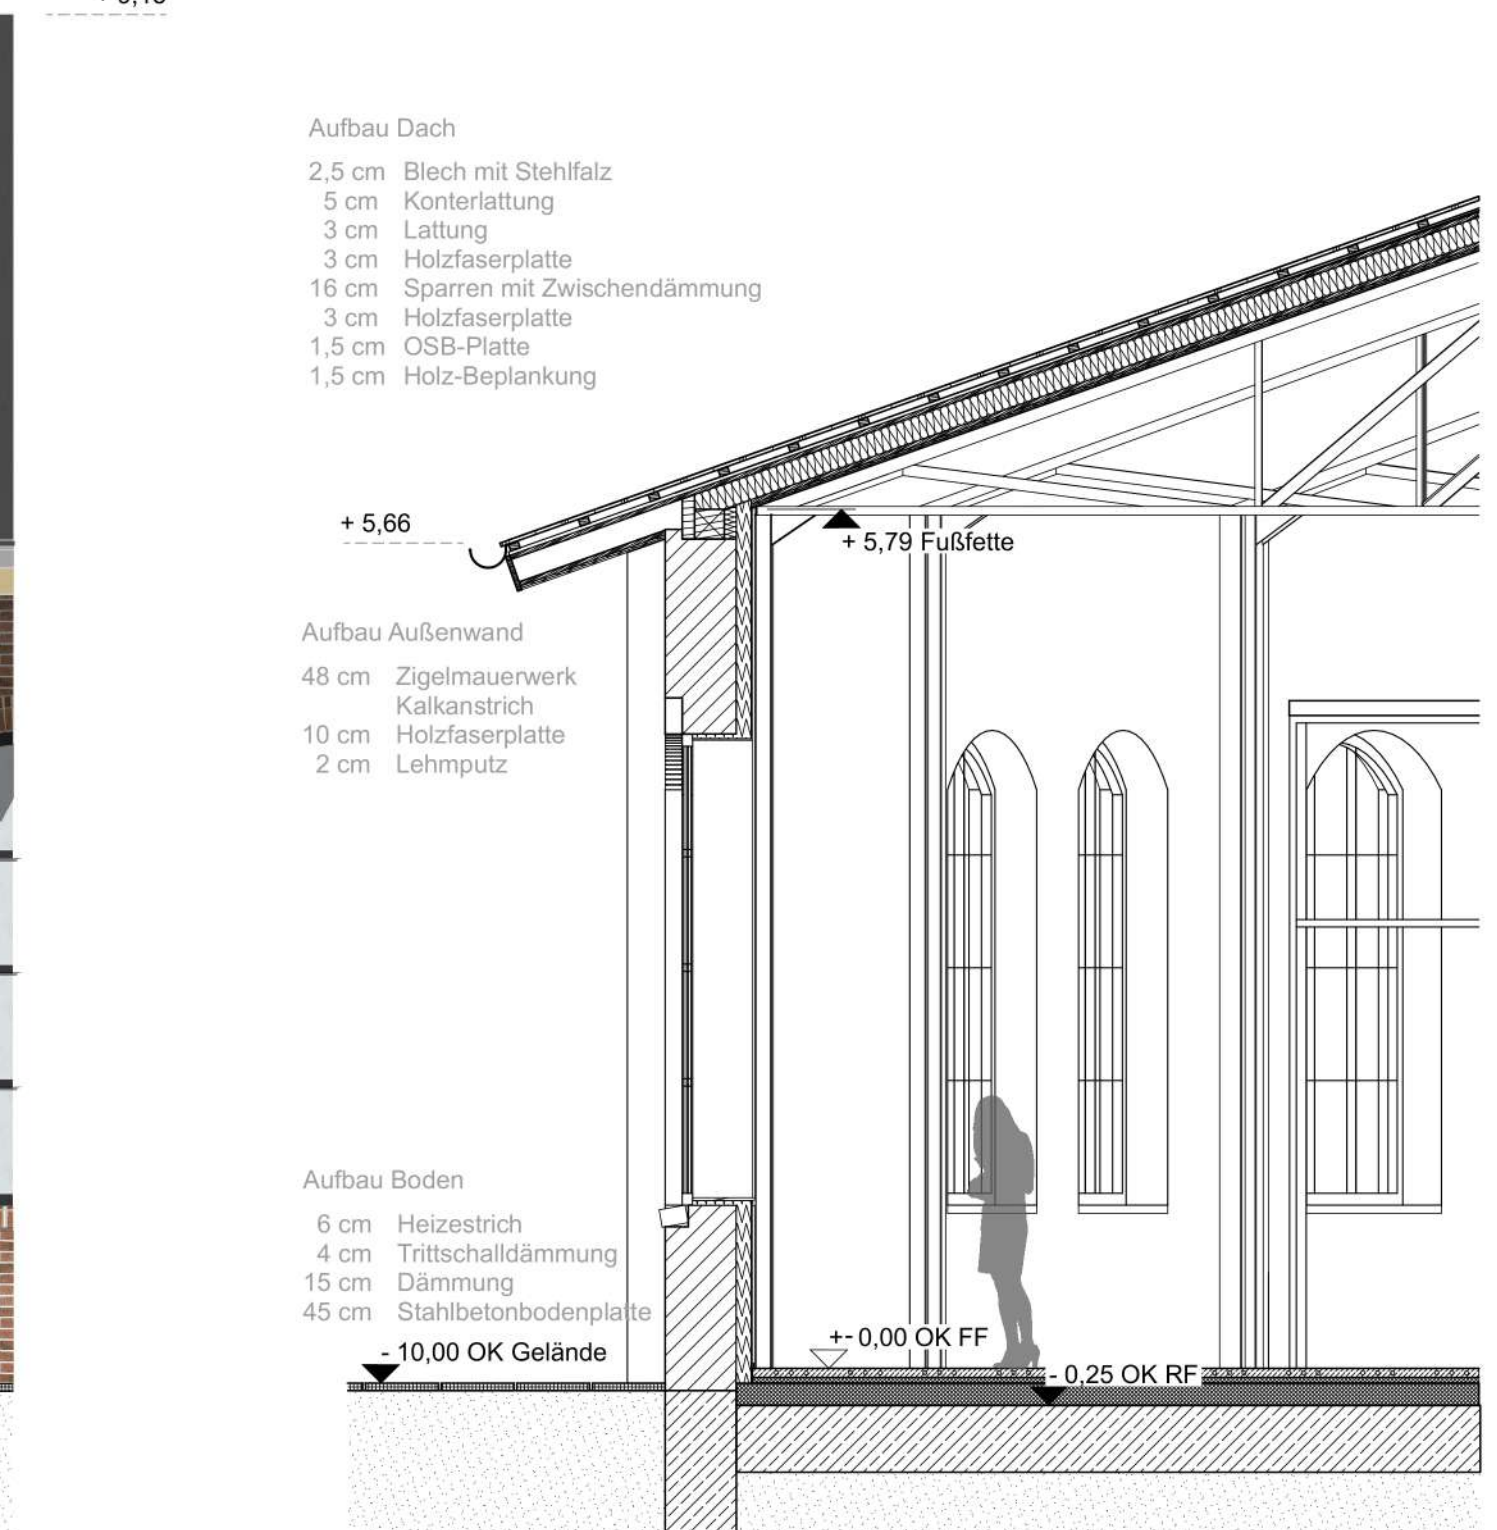 Aufbau Dach
2,5 cm Blech mit Stehlfalz
5 cm Konterlattung
3 cm Lattung
3 cm Holzfaserplatte
16 cm Sparren mit Zwischendämmung
3 cm Holzfaserplatte
1,5 cm OSB-Platte
1,5 cm Holz-Beplankung
+ 5,66
+ 5,79 Fußfette
Aufbau Außenwand
48 cm Zigelmauerwerk
Kalkanstrich
10 cm Holzfaserplatte
2 cm Lehmputz
Aufbau Boden
6 cm Heizestrich
4 cm Trittschalldämmung
15 cm Dämmung
45 cm Stahlbetonbodenplatte
- 10,00 OK Gelände
+- 0,00 OK FF
- 0,25 OK RF